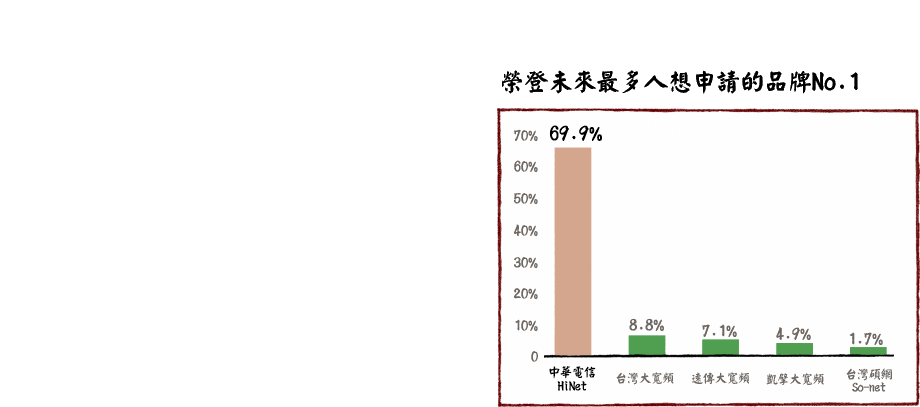 榮登未來最多人想申請的品牌No.1
70%
69.9%
60%
50%
40%
30%
20%
10%
0
8.8%
7.1%
4.9%
1.7%
中華電信
HiNet
台灣大寬頻
遠傳大寬頻
凱擘大寬頻
台灣碩網
So-net